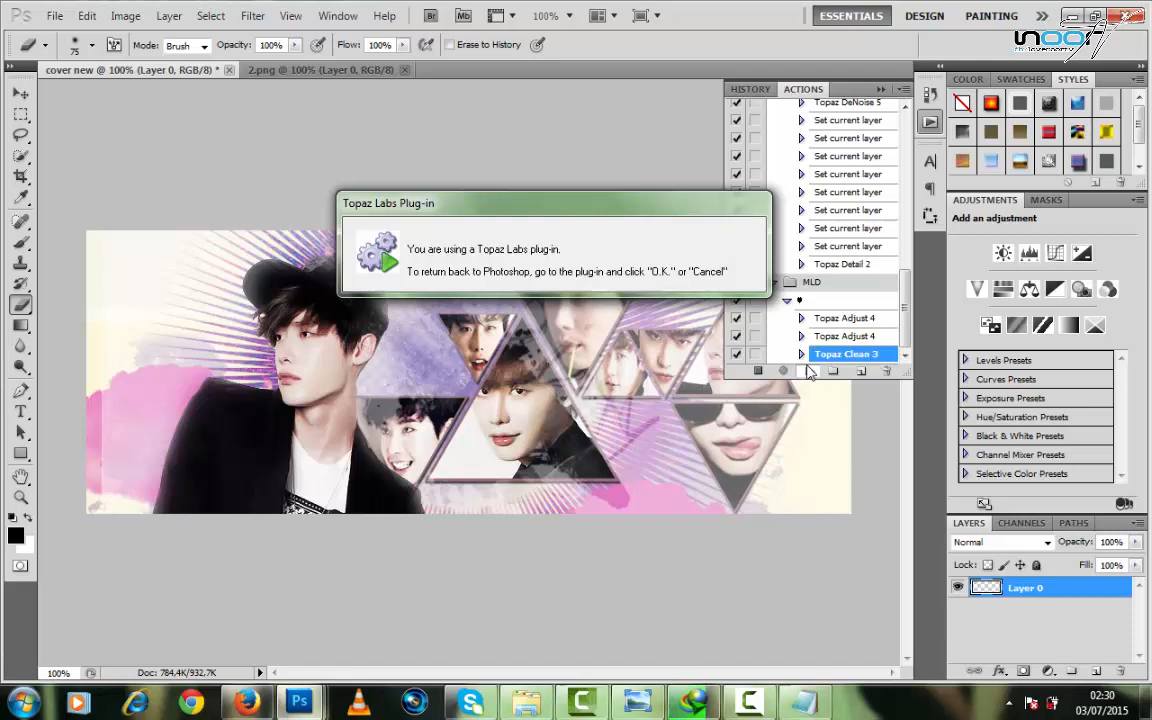 Ps File Edit Image Layer Select Filter View Window Help Br Mb 100% ESSENTIALS DESIGN PAINTING
75 Mode: Brush Opacity: 100% Flow: 100% Erase to History
inoor
cover new @ 100% (Layer 0, RGB/8) * 2.png @ 100% (Layer 0, RGB/8)
HISTORY ACTIONS
Topaz DeNoise 5
Set current layer
Set current layer
Set current layer
Set current layer
Set current layer
Set current layer
Set current layer
Set current layer
Topaz Detail 2
MLD
Topaz Adjust 4
Topaz Adjust 4
Topaz Clean 3
Topaz Labs Plug-in
You are using a Topaz Labs plug-in.
To return back to Photoshop, go to the plug-in and click "O.K." or "Cancel"
COLOR SWATCHES STYLES
ADJUSTMENTS MASKS
Add an adjustment
Levels Presets
Curves Presets
Exposure Presets
Hue/Saturation Presets
Black & White Presets
Channel Mixer Presets
Selective Color Presets
LAYERS CHANNELS PATHS
Normal Opacity: 100%
Lock: Fill: 100%
Layer 0
100% Doc: 784,4K/932,7K
02:30
03/07/2015